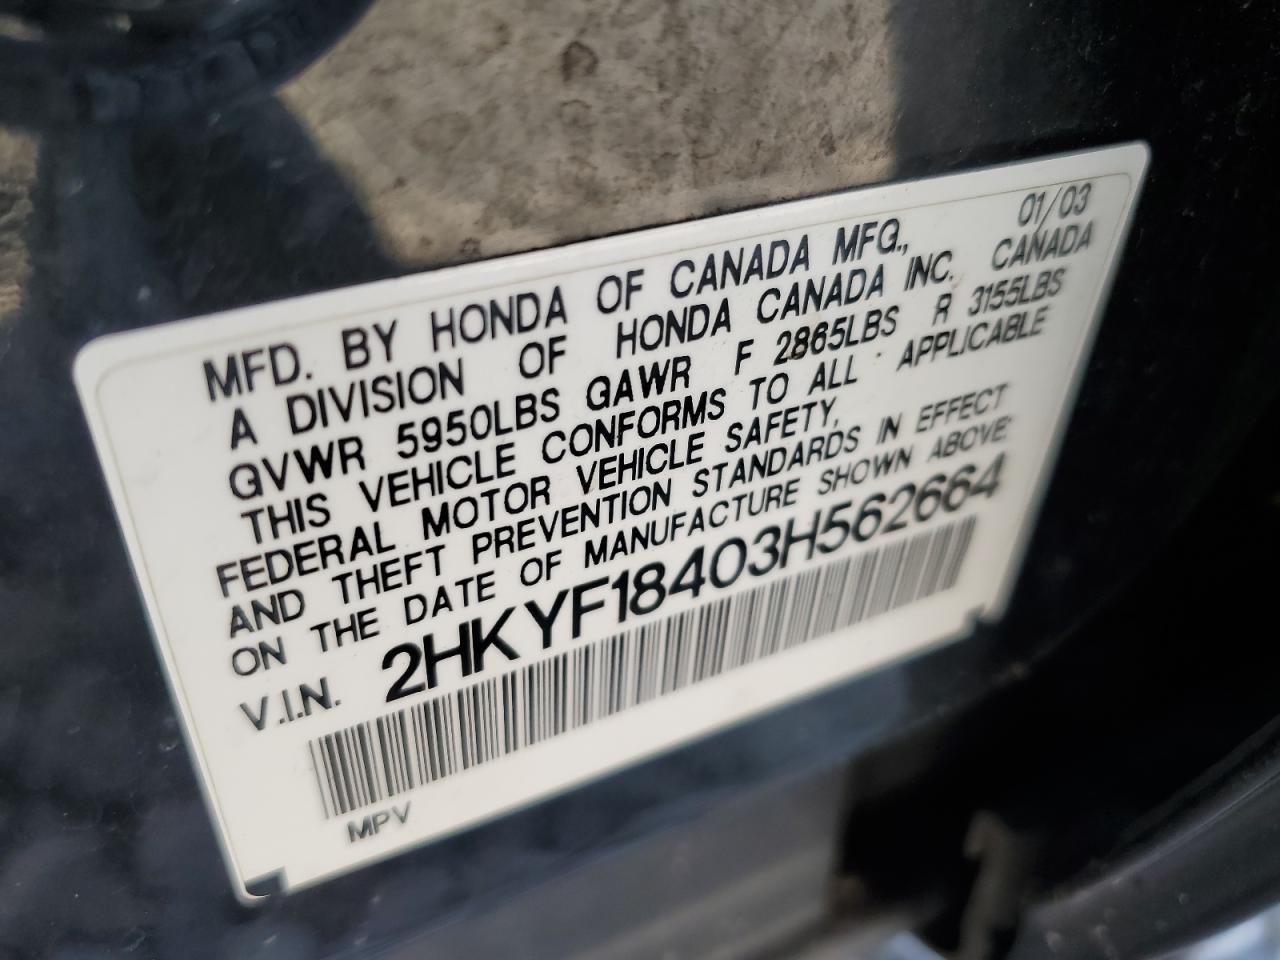 01/03
MFD. BY HONDA OF CANADA MFG.,
A DIVISION OF HONDA CANADA INC. CANADA
GVWR 5950LBS GAWR F 2865LBS R 3155LBS
THIS VEHICLE CONFORMS TO ALL APPLICABLE
FEDERAL MOTOR VEHICLE SAFETY,
AND THEFT PREVENTION STANDARDS IN EFFECT
ON THE DATE OF MANUFACTURE SHOWN ABOVE:
V.I.N. 2HKYF18403H562664
MPV